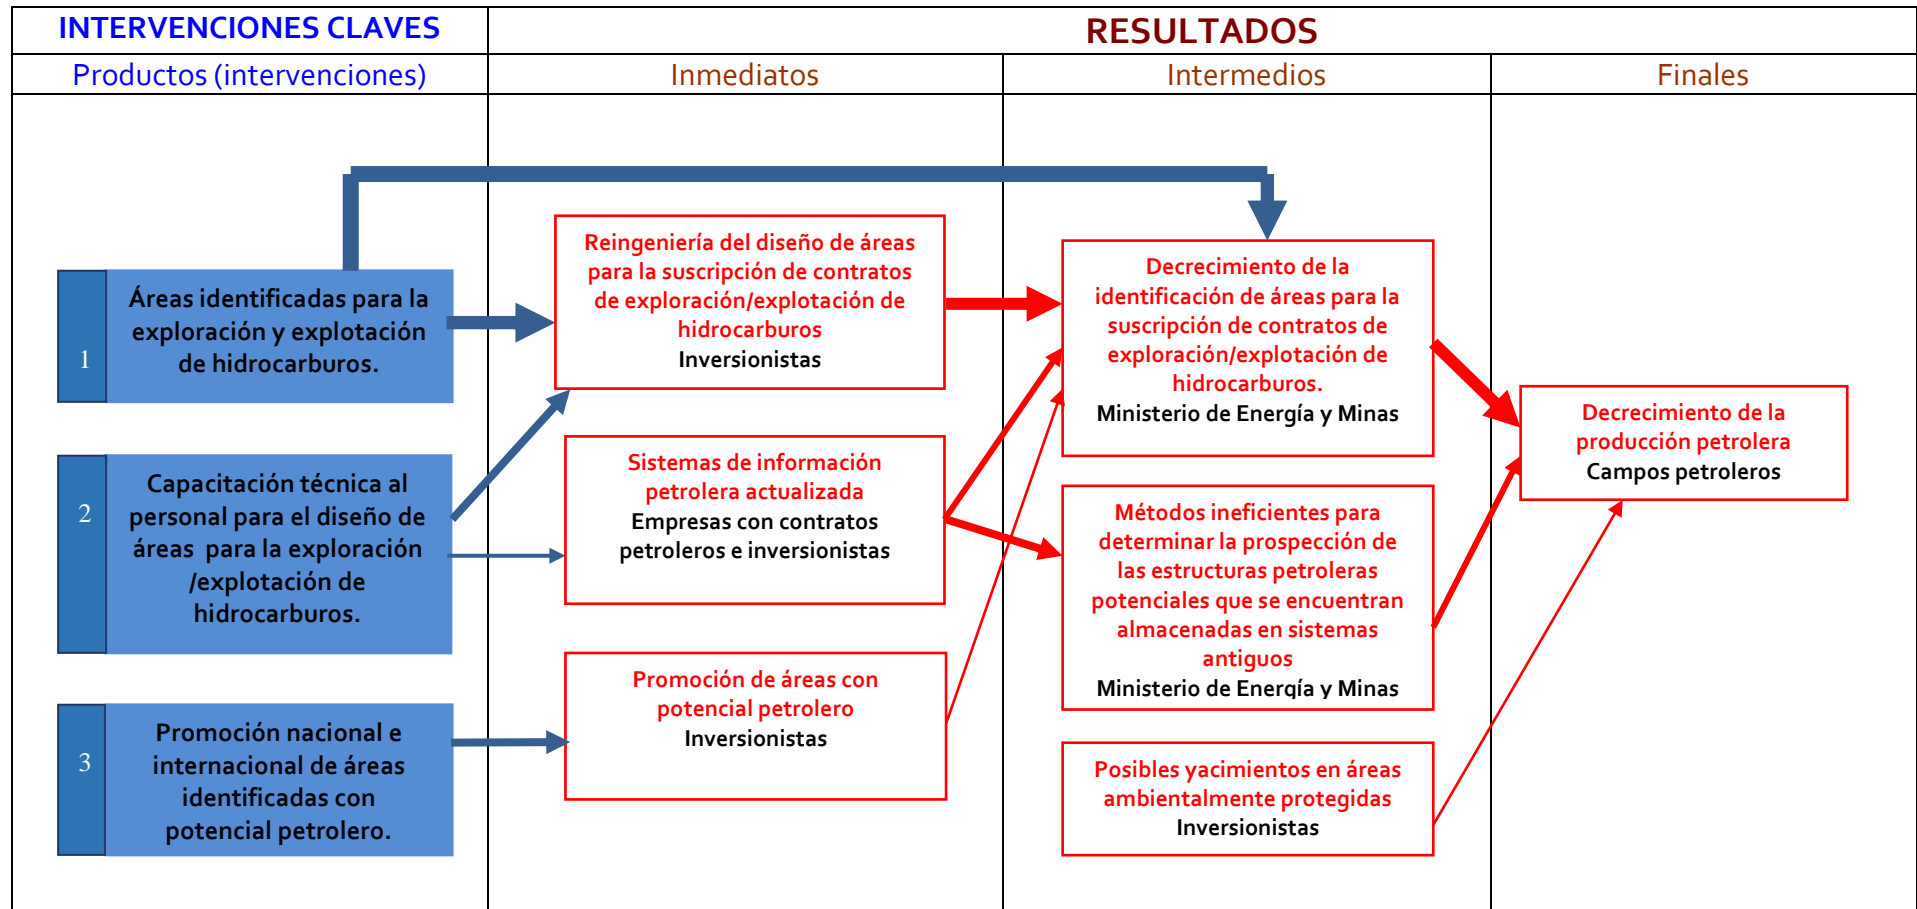 INTERVENCIONES CLAVES
RESULTADOS
Productos (intervenciones)
Inmediatos
Intermedios
Finales
1
Áreas identificadas para la
exploración y explotación
de hidrocarburos.
2
Capacitación técnica al
personal para el diseño de
áreas  para la exploración
/explotación de
hidrocarburos.
3
Promoción nacional e
internacional de áreas
identificadas con
potencial petrolero.
Reingeniería del diseño de áreas
para la suscripción de contratos
de exploración/explotación de
hidrocarburos
Inversionistas
Sistemas de información
petrolera actualizada
Empresas con contratos
petroleros e inversionistas
Promoción de áreas con
potencial petrolero
Inversionistas
Decrecimiento de la
identificación de áreas para la
suscripción de contratos de
exploración/explotación de
hidrocarburos.
Ministerio de Energía y Minas
Métodos ineficientes para
determinar la prospección de
las estructuras petroleras
potenciales que se encuentran
almacenadas en sistemas
antiguos
Ministerio de Energía y Minas
Posibles yacimientos en áreas
ambientalmente protegidas
Inversionistas
Decrecimiento de la
producción petrolera
Campos petroleros